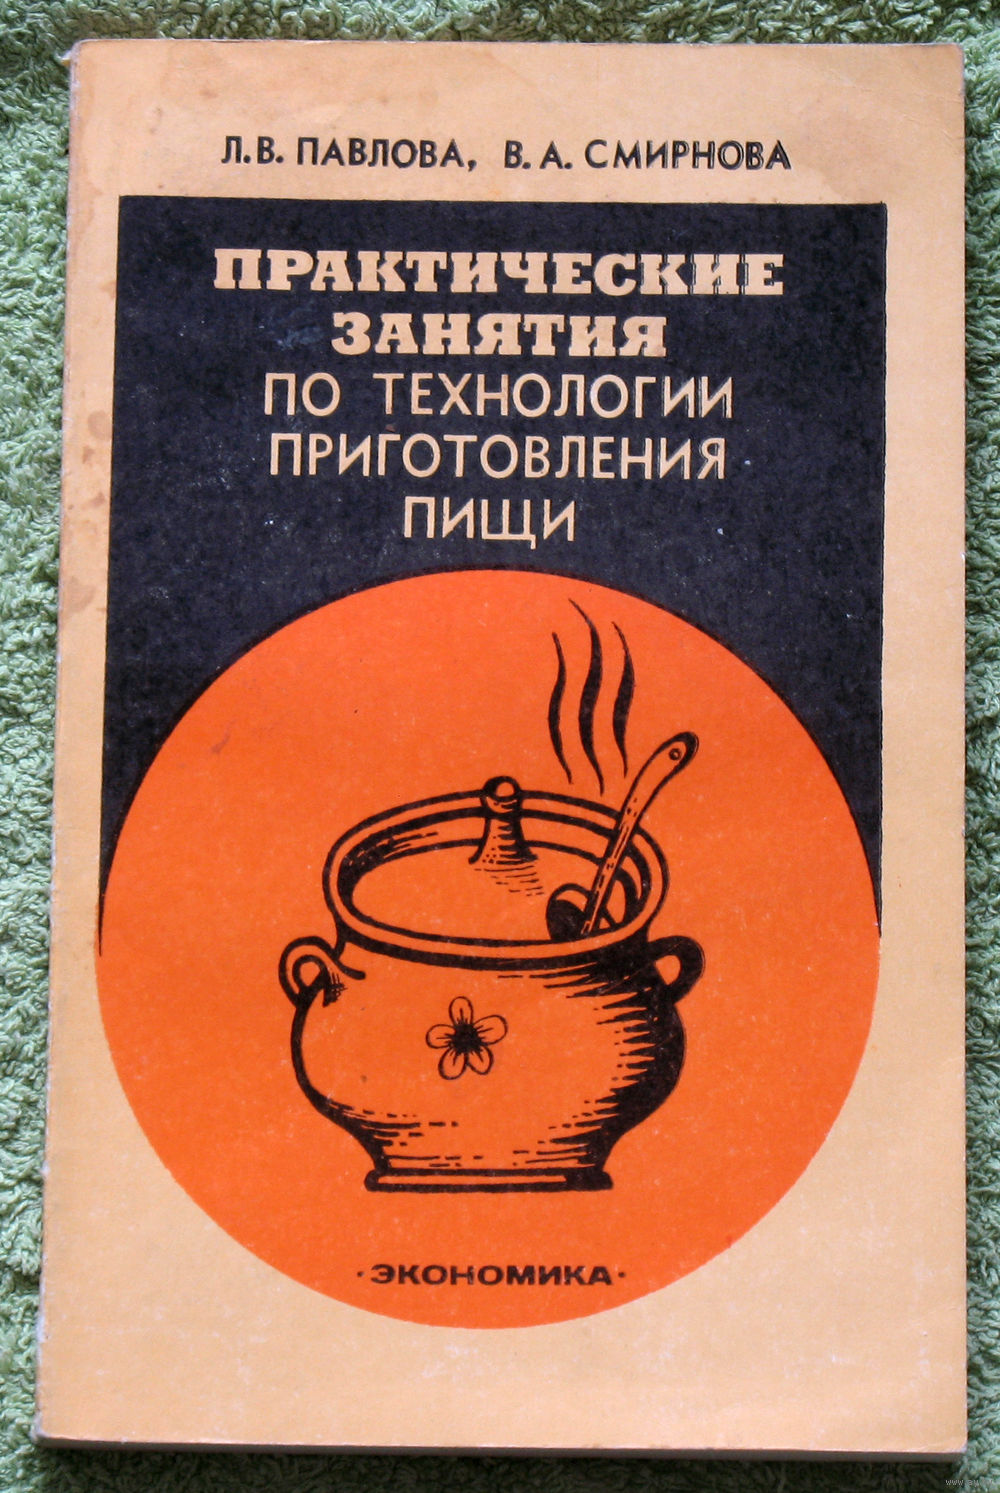 Л.В. ПАВЛОВА, В.А. СМИРНОВА
ПРАКТИЧЕСКИЕ
ЗАНЯТИЯ
ПО ТЕХНОЛОГИИ
ПРИГОТОВЛЕНИЯ
ПИЩИ
·ЭКОНОМИКА·